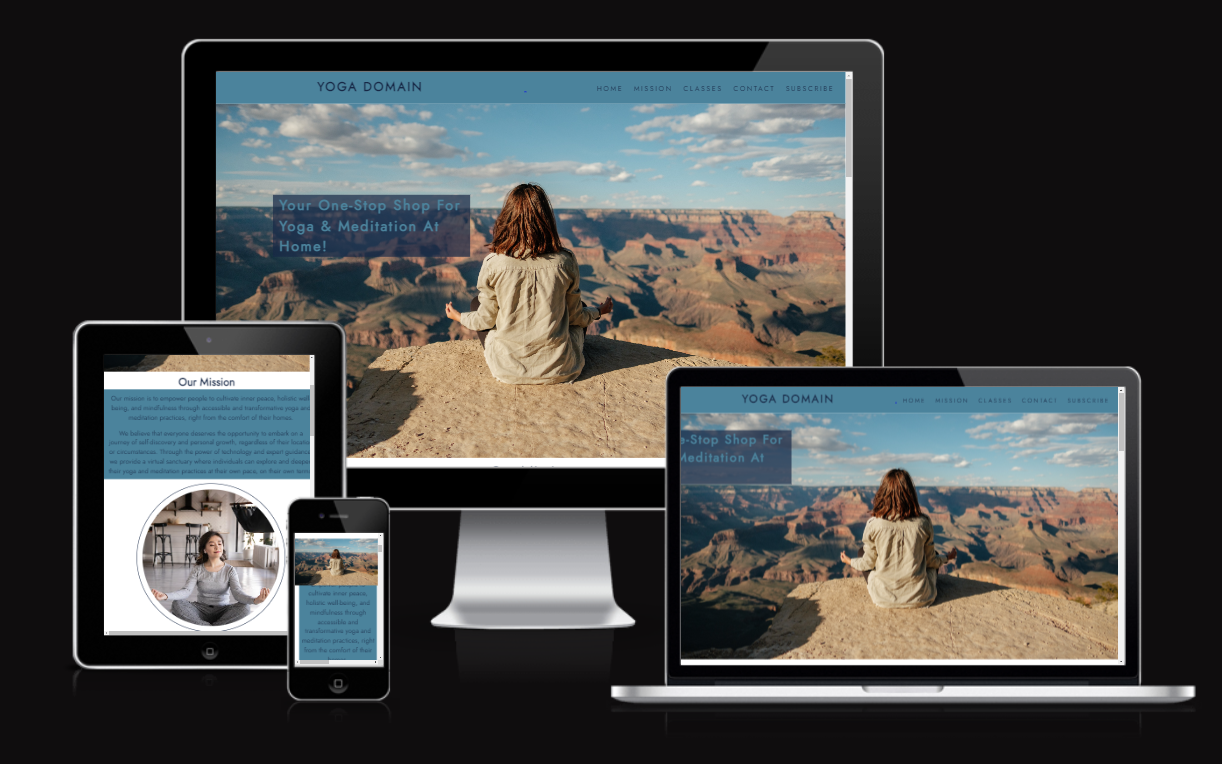 YOGA DOMAIN
HOME MISSION CLASSES CONTACT SUBSCRIBE
Your One-Stop Shop For
Yoga & Meditation At
Home!
Our Mission
Our mission is to empower people to cultivate inner peace, holistic well-
being, and mindfulness through accessible and transformative yoga and
meditation practices, right from the comfort of their homes.
We believe that everyone deserves the opportunity to embark on a
journey of self-discovery and personal growth, regardless of their
or circumstances. Through the power of technology and expert
we provide a virtual sanctuary where individuals can explore and
their yoga and meditation practices at their own pace, on their own
cultivate inner peace,
holistic well-being, and
mindfulness through
accessible and
transformative yoga and
meditation practices, right
from the comfort of their
YOGA DOMAIN
HOME MISSION CLASSES CONTACT SUBSCRIBE
e-Stop Shop For
Meditation At